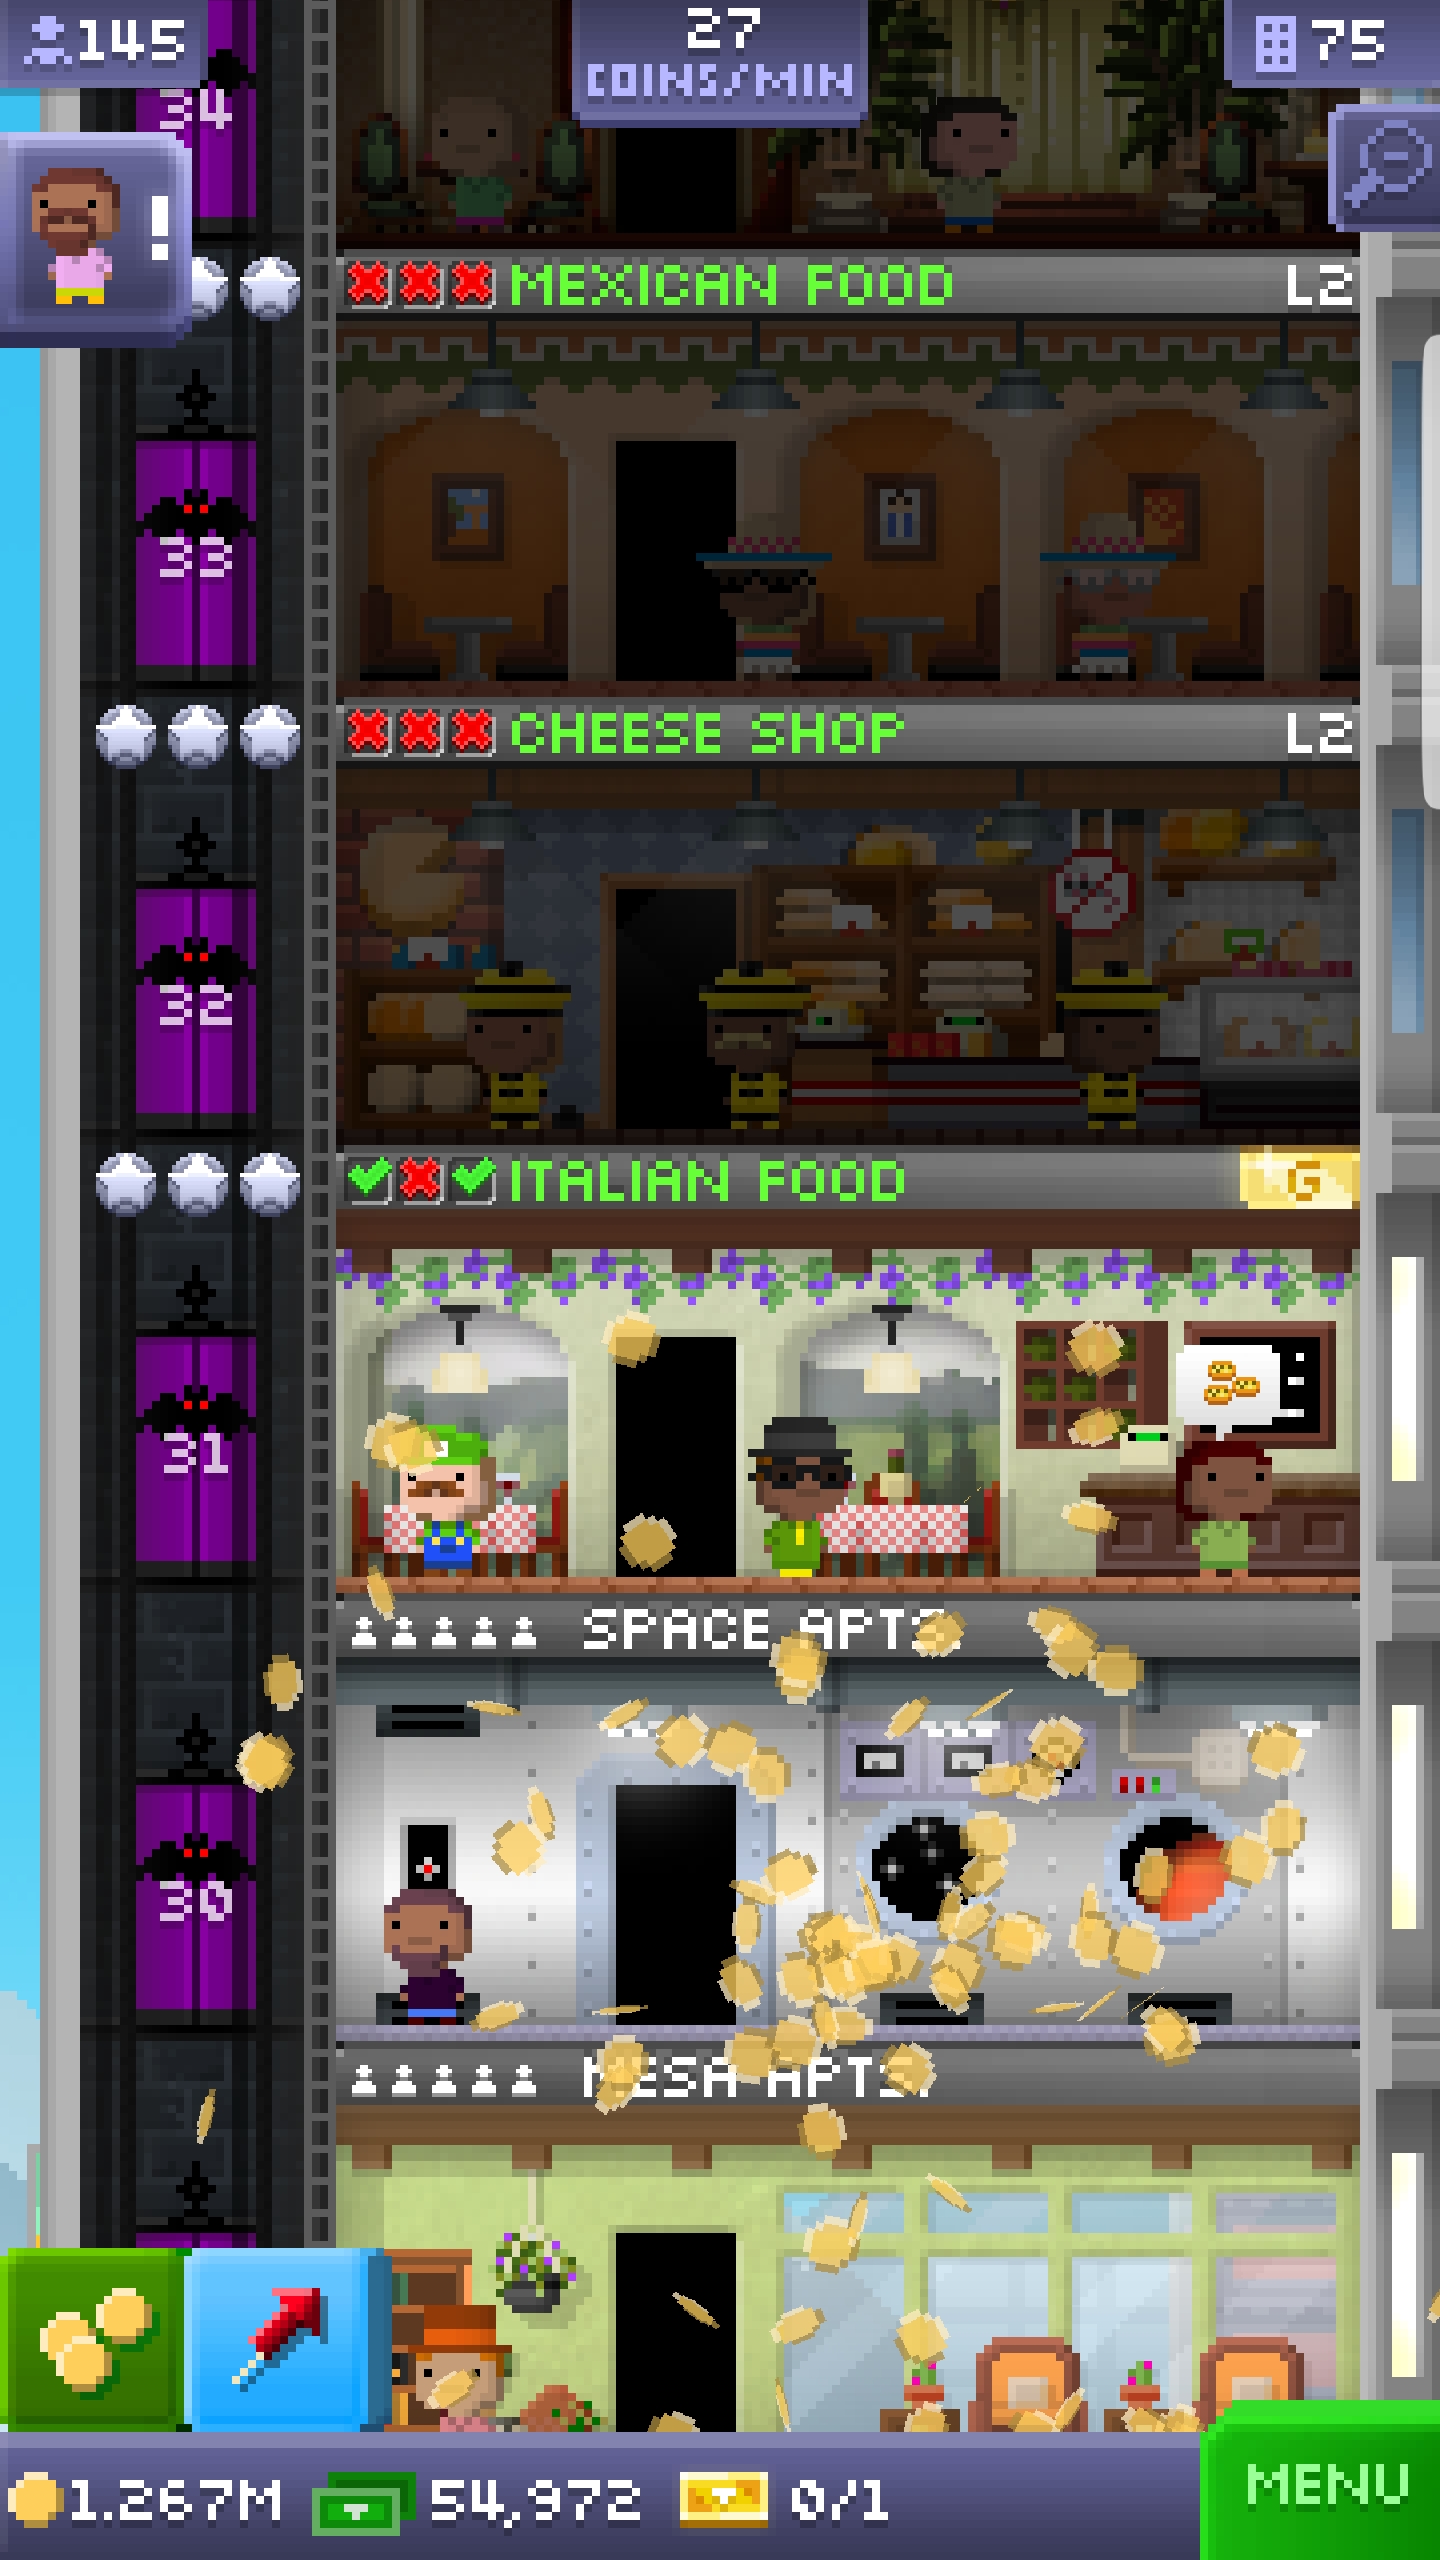 145
27
COINS/MIN
75
34
!
MEXICAN FOOD L2
33
CHEESE SHOP L2
32
ITALIAN FOOD G
31
SPACE APTS.
30
MESA APTS.
1.267M 54,972 0/1 MENU